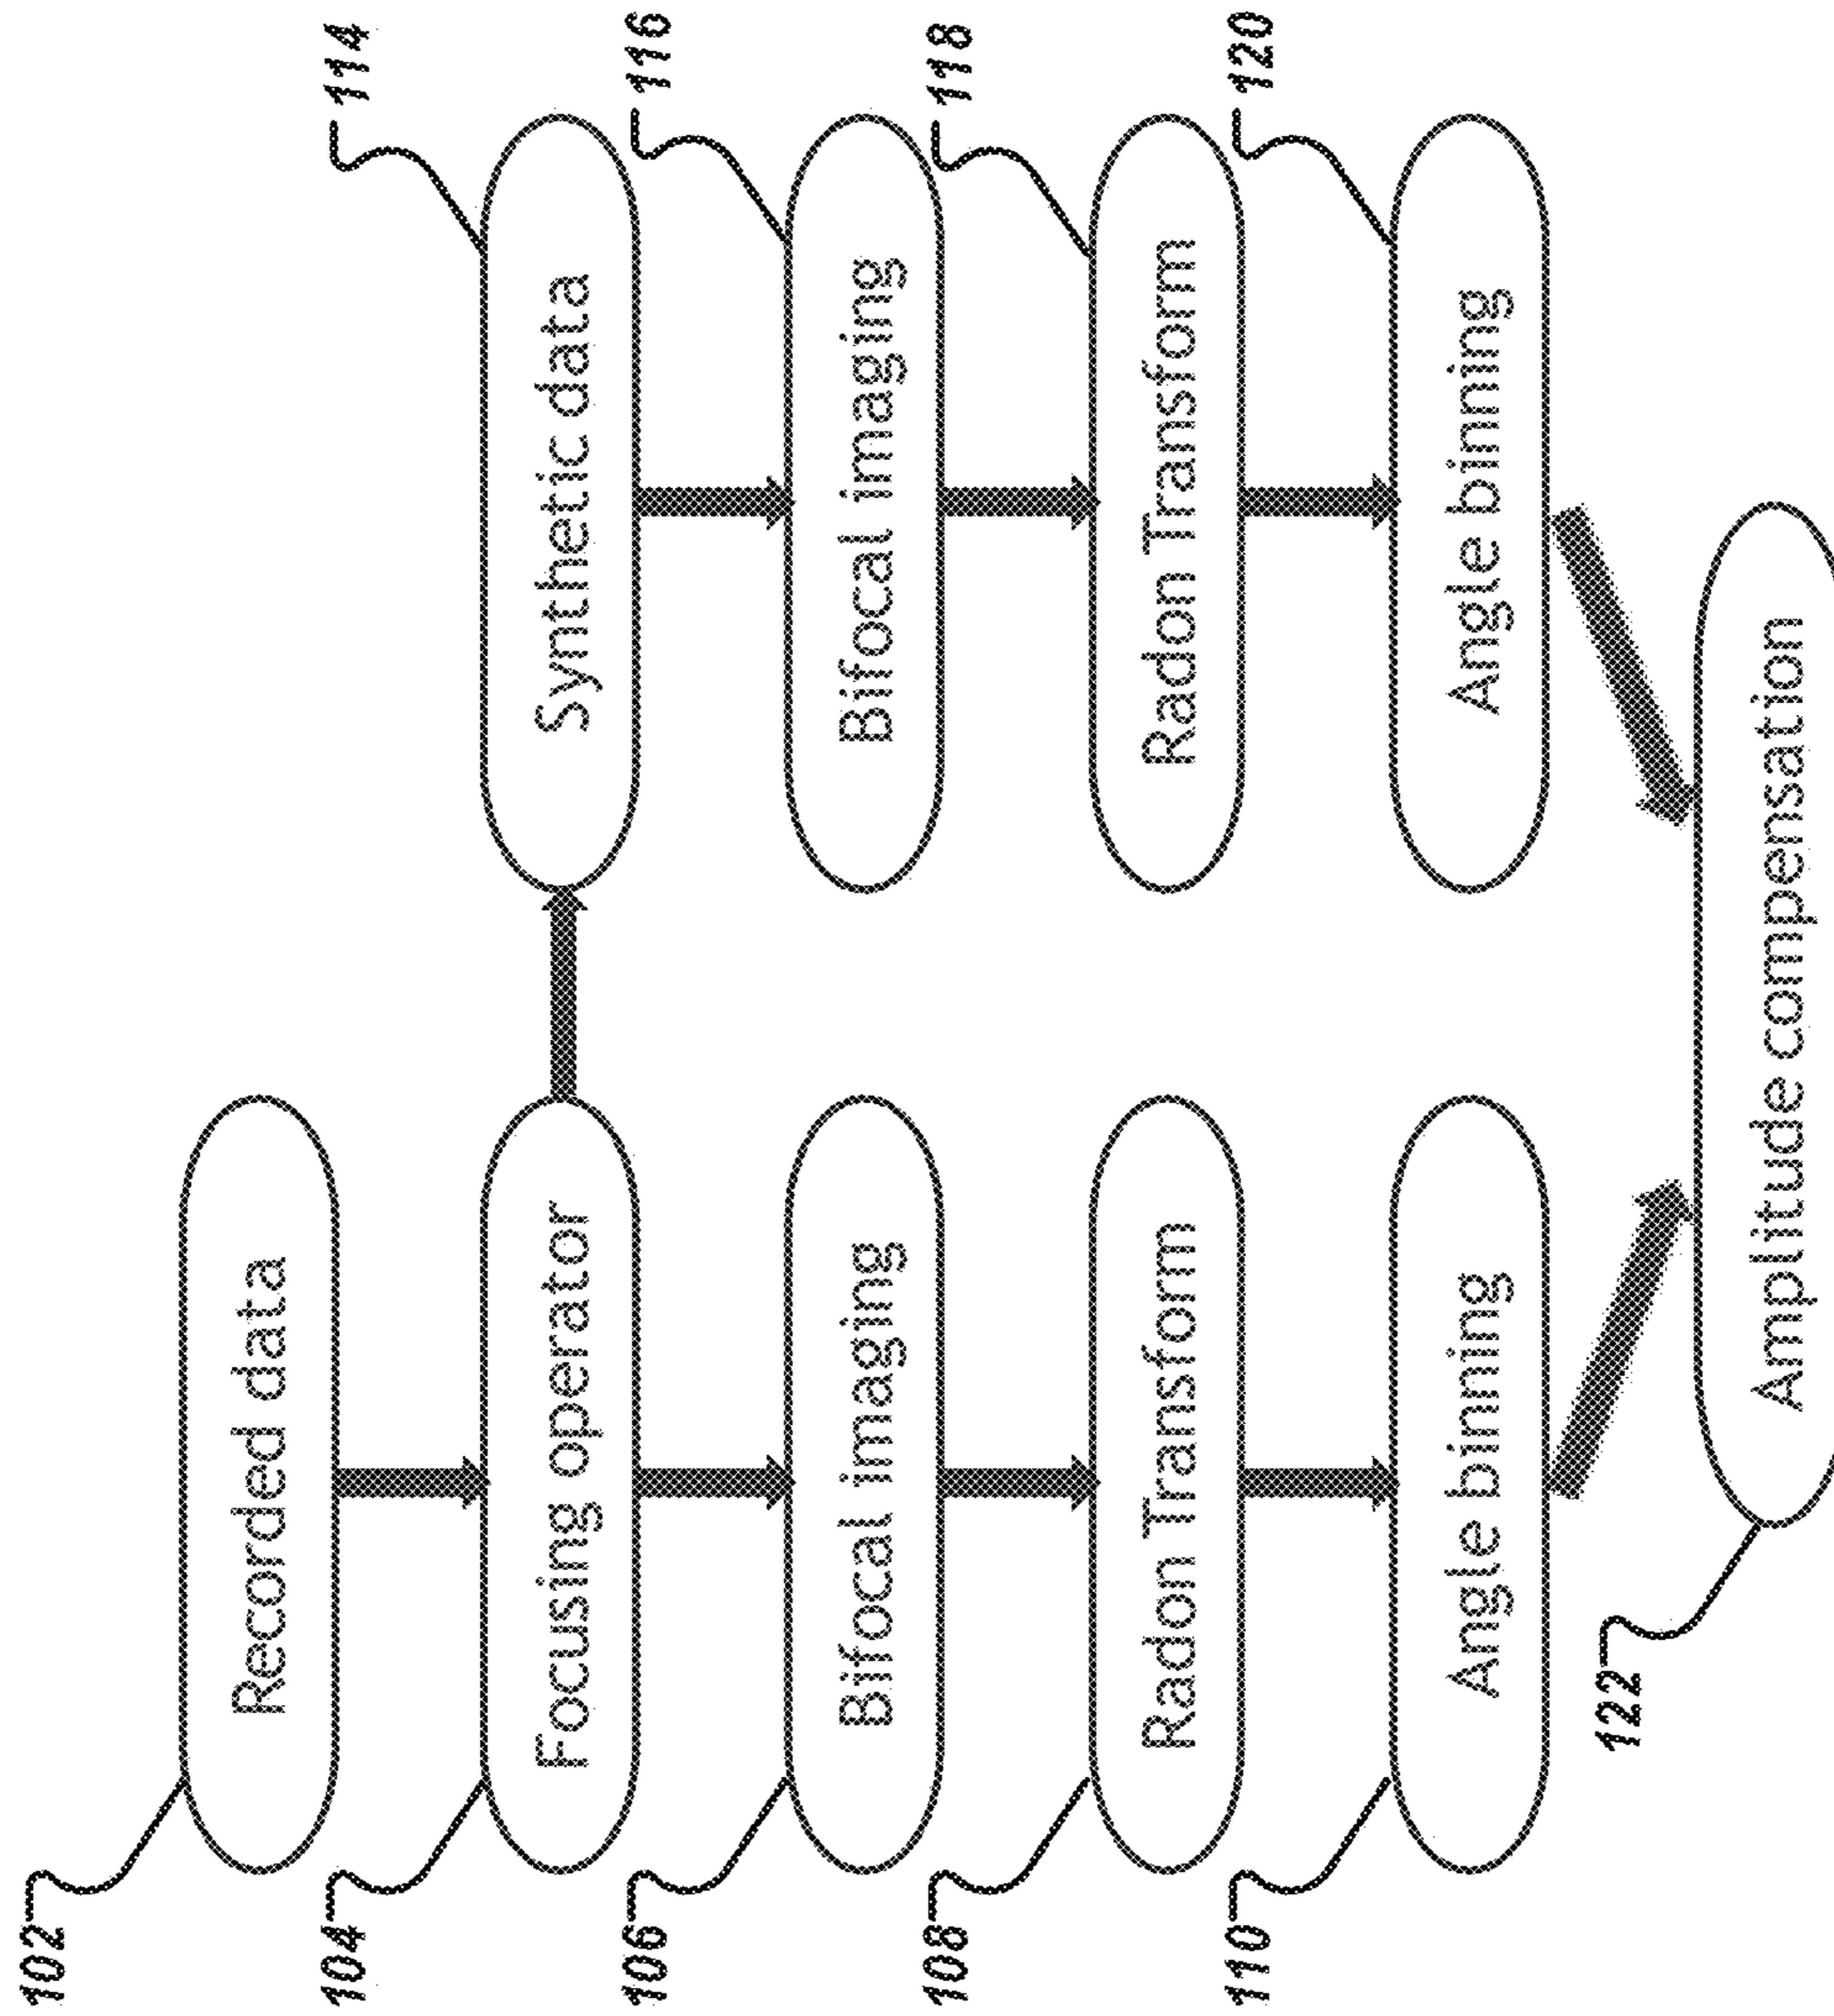 102
Recorded data
104
Focusing operator
114
Synthetic data
106
Bifocal imaging
116
Bifocal imaging
108
Radon Transform
118
Radon Transform
110
Angle binning
120
Angle binning
122
Amplitude compensation